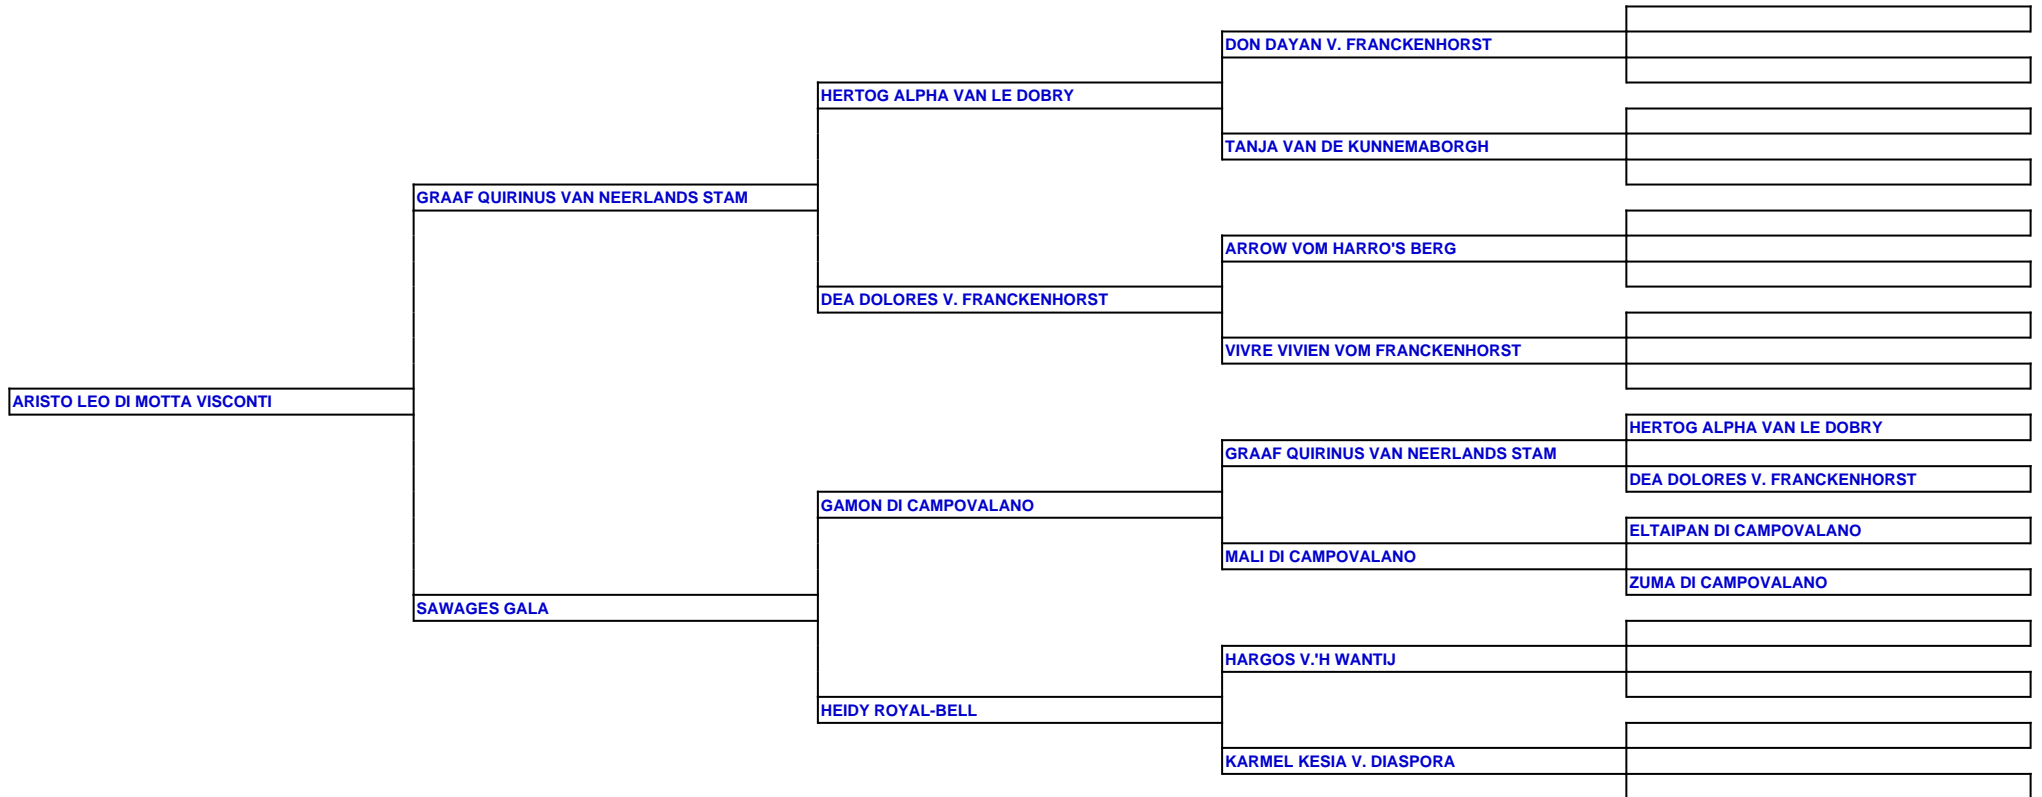 DON DAYAN V. FRANCKENHORST
HERTOG ALPHA VAN LE DOBRY
TANJA VAN DE KUNNEMABORGH
GRAAF QUIRINUS VAN NEERLANDS STAM
ARROW VOM HARRO'S BERG
DEA DOLORES V. FRANCKENHORST
VIVRE VIVIEN VOM FRANCKENHORST
ARISTO LEO DI MOTTA VISCONTI
HERTOG ALPHA VAN LE DOBRY
GRAAF QUIRINUS VAN NEERLANDS STAM
DEA DOLORES V. FRANCKENHORST
GAMON DI CAMPOVALANO
ELTAIPAN DI CAMPOVALANO
MALI DI CAMPOVALANO
ZUMA DI CAMPOVALANO
SAWAGES GALA
HARGOS V.'H WANTIJ
HEIDY ROYAL-BELL
KARMEL KESIA V. DIASPORA